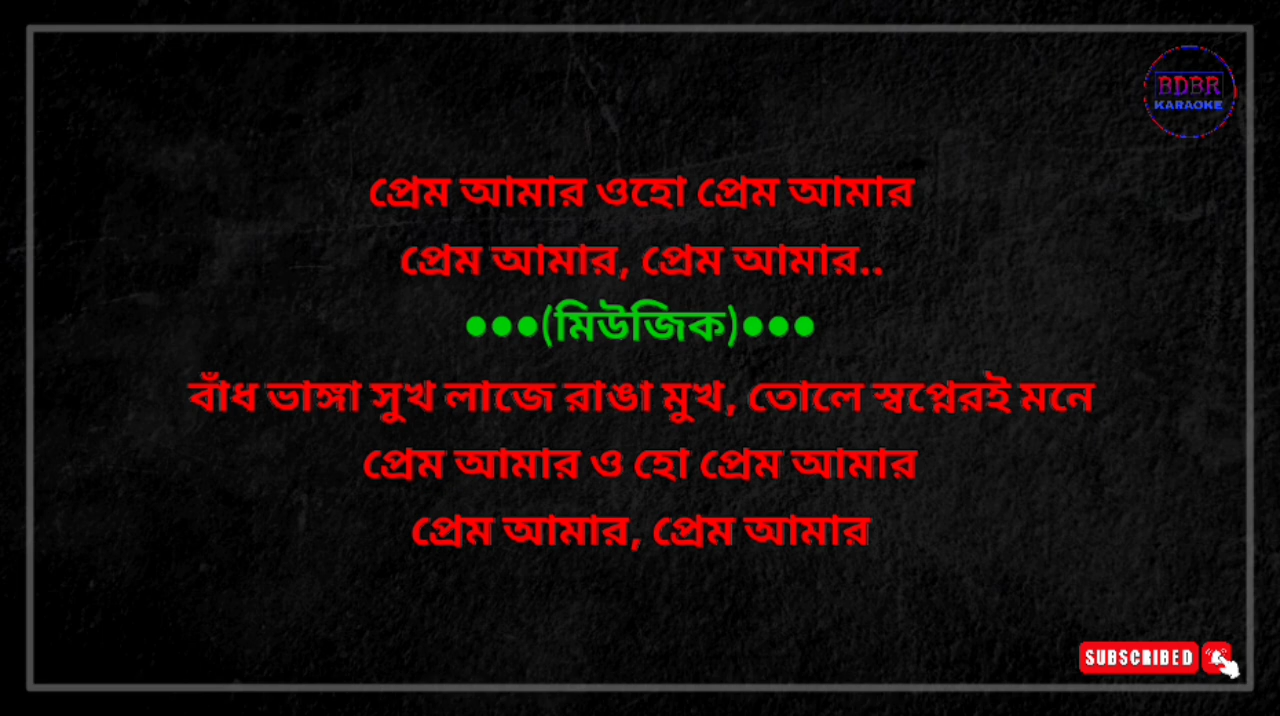 BDBR
KARAOKE
প্রেম আমার ওহো প্রেম আমার
প্রেম আমার, প্রেম আমার..
●●●(মিউজিক)●●●
বাঁধ ভাঙ্গা সুখ লাজে রাঙা মুখ, তোলে স্বপ্নেরই মনে
প্রেম আমার ও হো প্রেম আমার
প্রেম আমার, প্রেম আমার
SUBSCRIBED